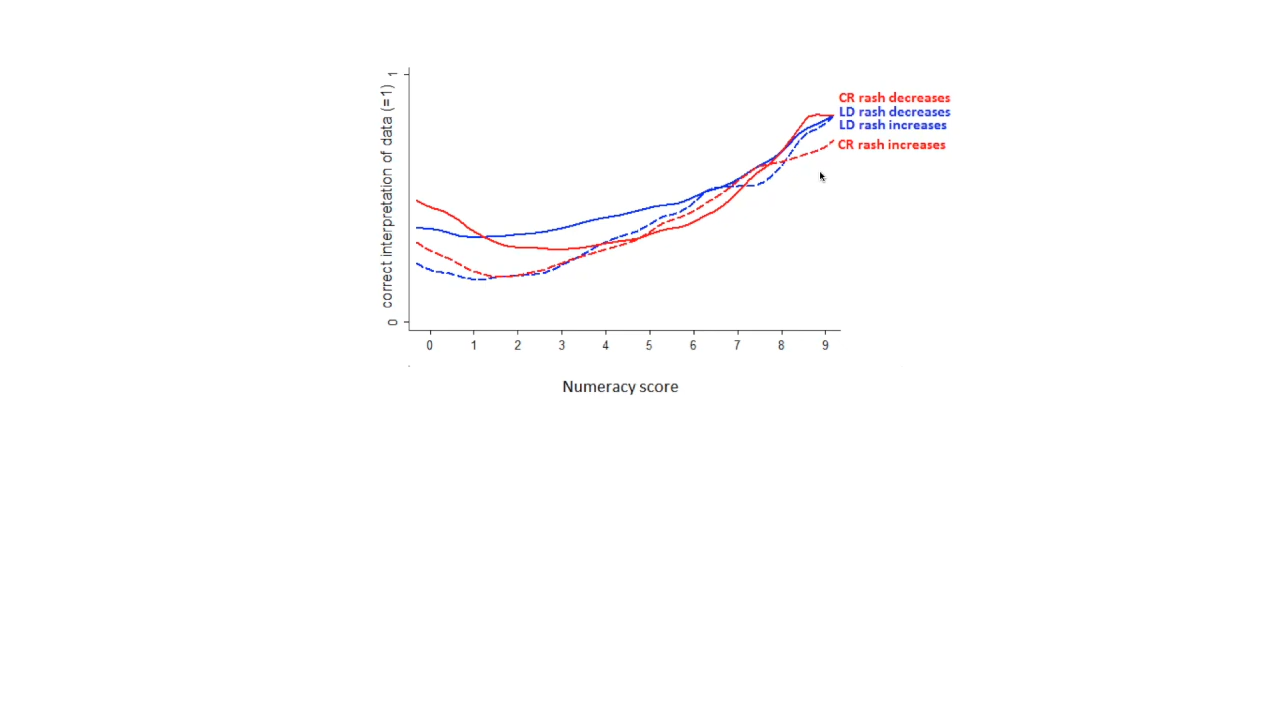 correct interpretation of data (=1)
1
0
CR rash decreases
LD rash decreases
LD rash increases
CR rash increases
0 1 2 3 4 5 6 7 8 9
Numeracy score